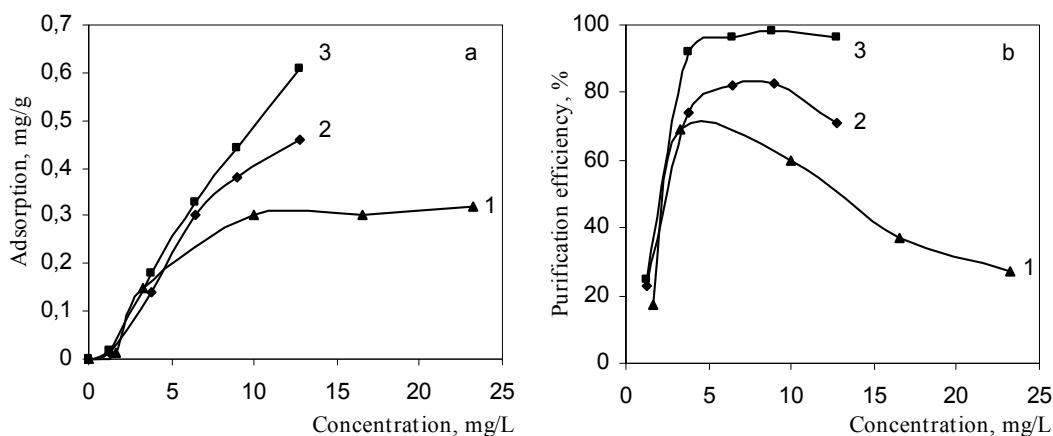 0,7
0,6
0,5
0,4
0,3
0,2
0,1
0
0 5 10 15 20 25
Adsorption, mg/g
Concentration, mg/L
a
3
2
1
100
80
60
40
20
0
0 5 10 15 20 25
Purification efficiency, %
Concentration, mg/L
b
3
2
1